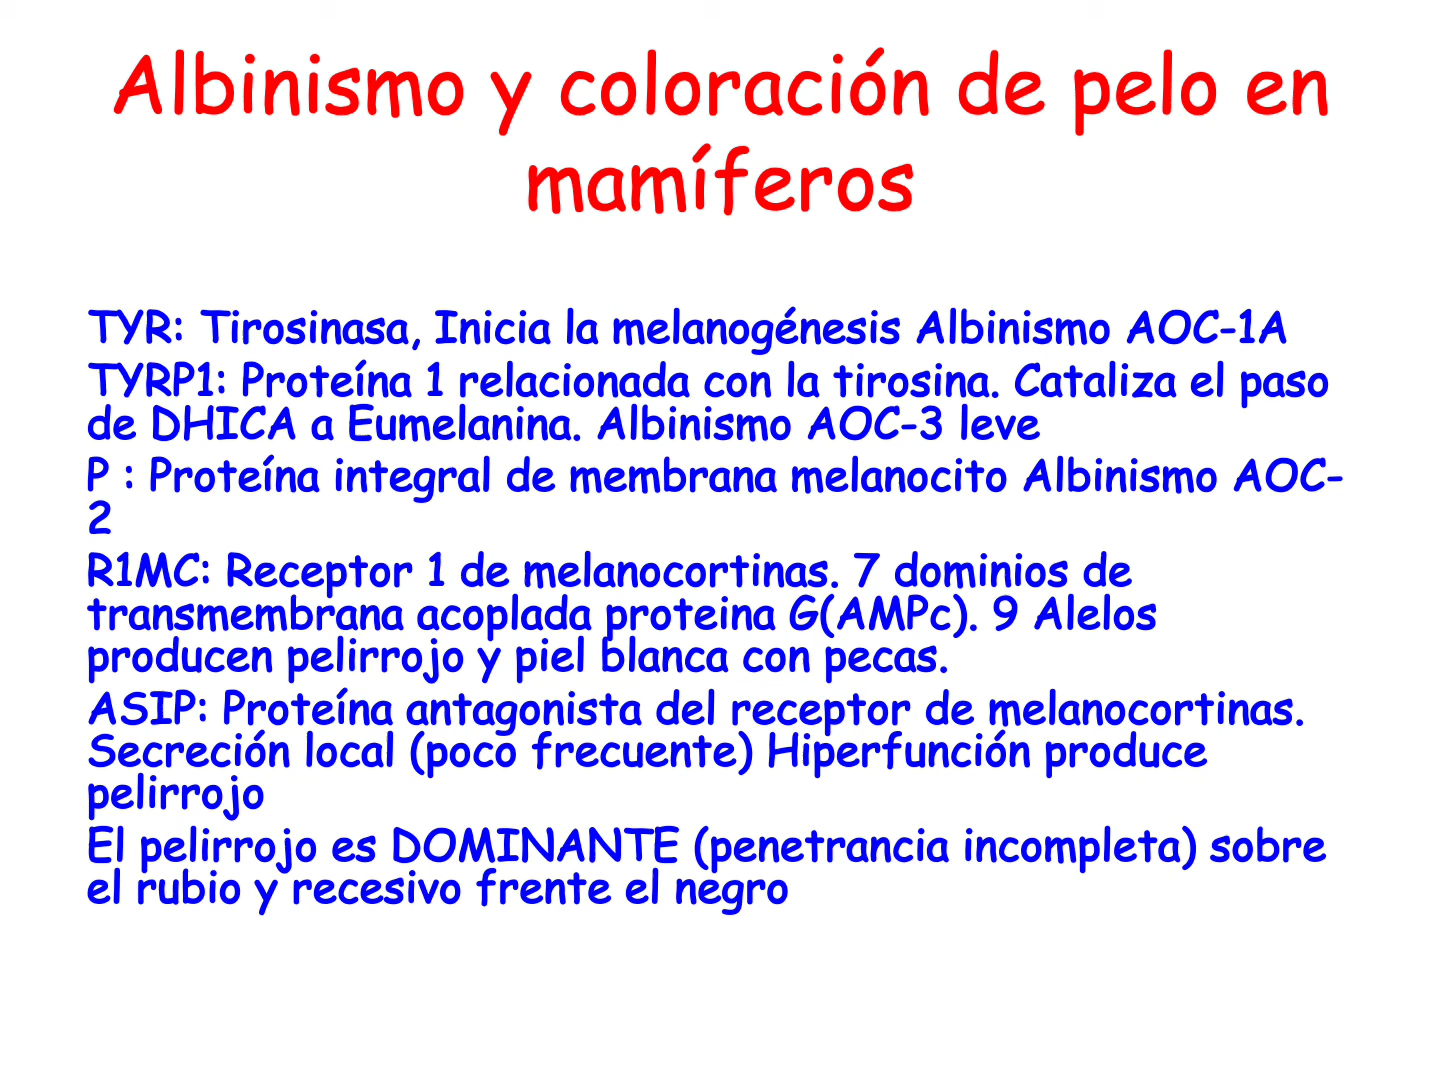 Albinismo y coloración de pelo en
mamíferos
TYR: Tirosinasa, Inicia la melanogénesis Albinismo AOC-1A
TYRP1: Proteína 1 relacionada con la tirosina. Cataliza el paso
de DHICA a Eumelanina. Albinismo AOC-3 leve
P : Proteína integral de membrana melanocito Albinismo AOC-
2
R1MC: Receptor 1 de melanocortinas. 7 dominios de
transmembrana acoplada proteina G(AMPc). 9 Alelos
producen pelirrojo y piel blanca con pecas.
ASIP: Proteína antagonista del receptor de melanocortinas.
Secreción local (poco frecuente) Hiperfunción produce
pelirrojo
El pelirrojo es DOMINANTE (penetrancia incompleta) sobre
el rubio y recesivo frente el negro